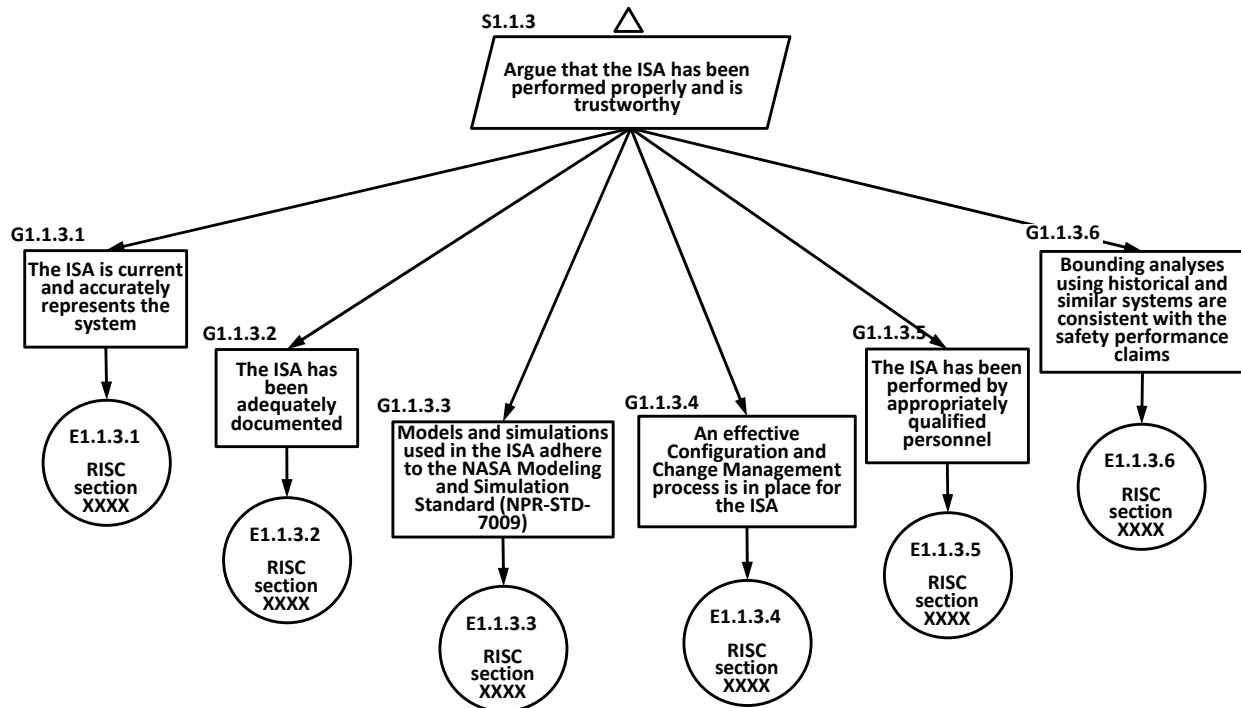 S1.1.3
Argue that the ISA has been
performed properly and is
trustworthy
G1.1.3.1
The ISA is current
and accurately
represents the
system
E1.1.3.1
RISC
section
XXXX
G1.1.3.2
The ISA has
been
adequately
documented
E1.1.3.2
RISC
section
XXXX
G1.1.3.3
Models and simulations
used in the ISA adhere
to the NASA Modeling
and Simulation
Standard (NPR-STD-
7009)
E1.1.3.3
RISC
section
XXXX
G1.1.3.4
An effective
Configuration and
Change Management
process is in place for
the ISA
E1.1.3.4
RISC
section
XXXX
G1.1.3.5
The ISA has been
performed by
appropriately
qualified
personnel
E1.1.3.5
RISC
section
XXXX
G1.1.3.6
Bounding analyses
using historical and
similar systems are
consistent with the
safety performance
claims
E1.1.3.6
RISC
section
XXXX